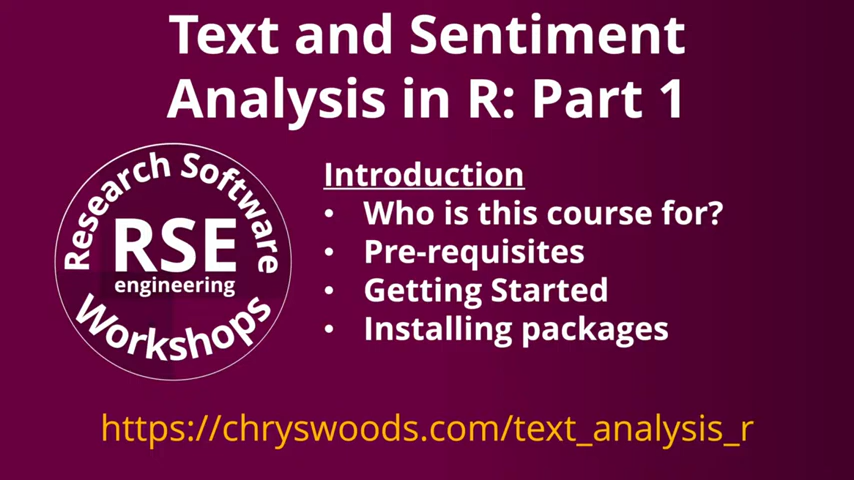 Text and Sentiment
Analysis in R: Part 1
Research Software
RSE
engineering
Workshops
Introduction
• Who is this course for?
• Pre-requisites
• Getting Started
• Installing packages
https://chryswoods.com/text_analysis_r